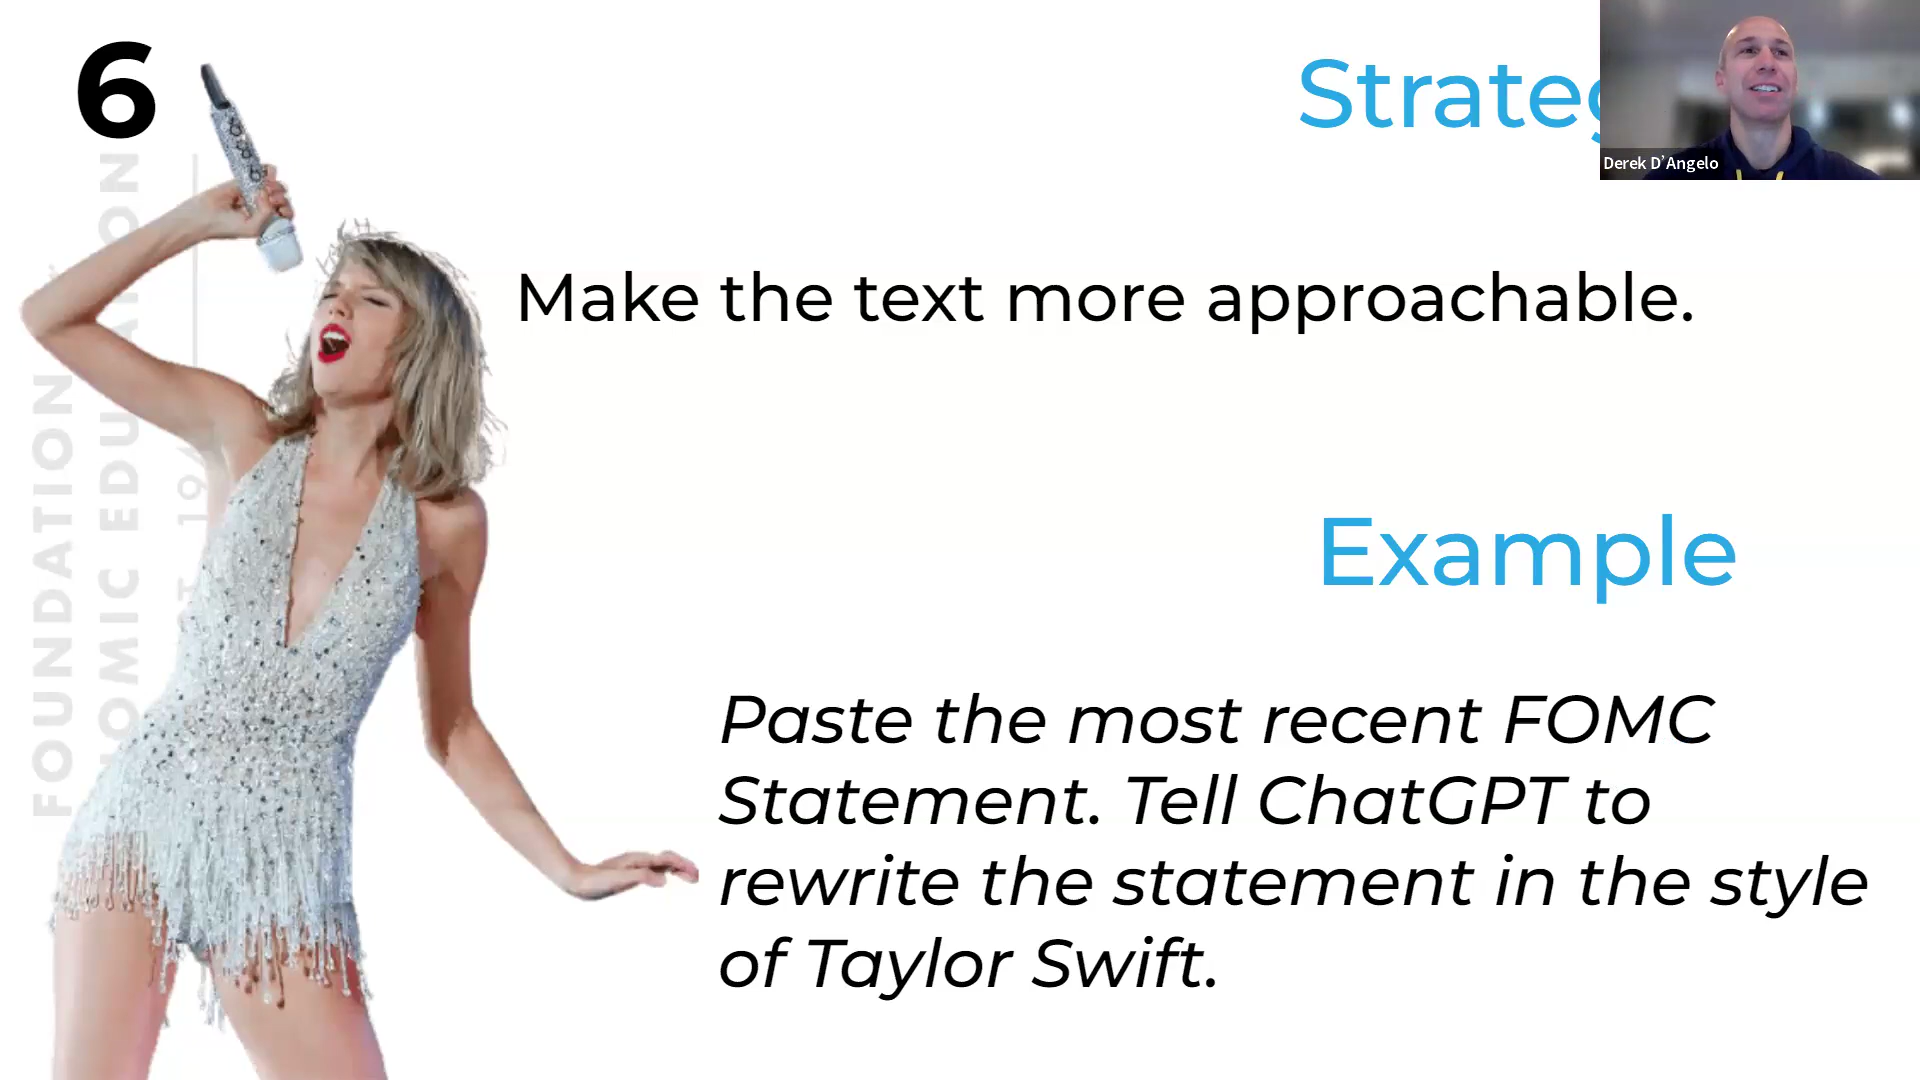 6
Strateg
Derek D’Angelo
Make the text more approachable.
Example
Paste the most recent FOMC
Statement. Tell ChatGPT to
rewrite the statement in the style
of Taylor Swift.
FOUNDATION